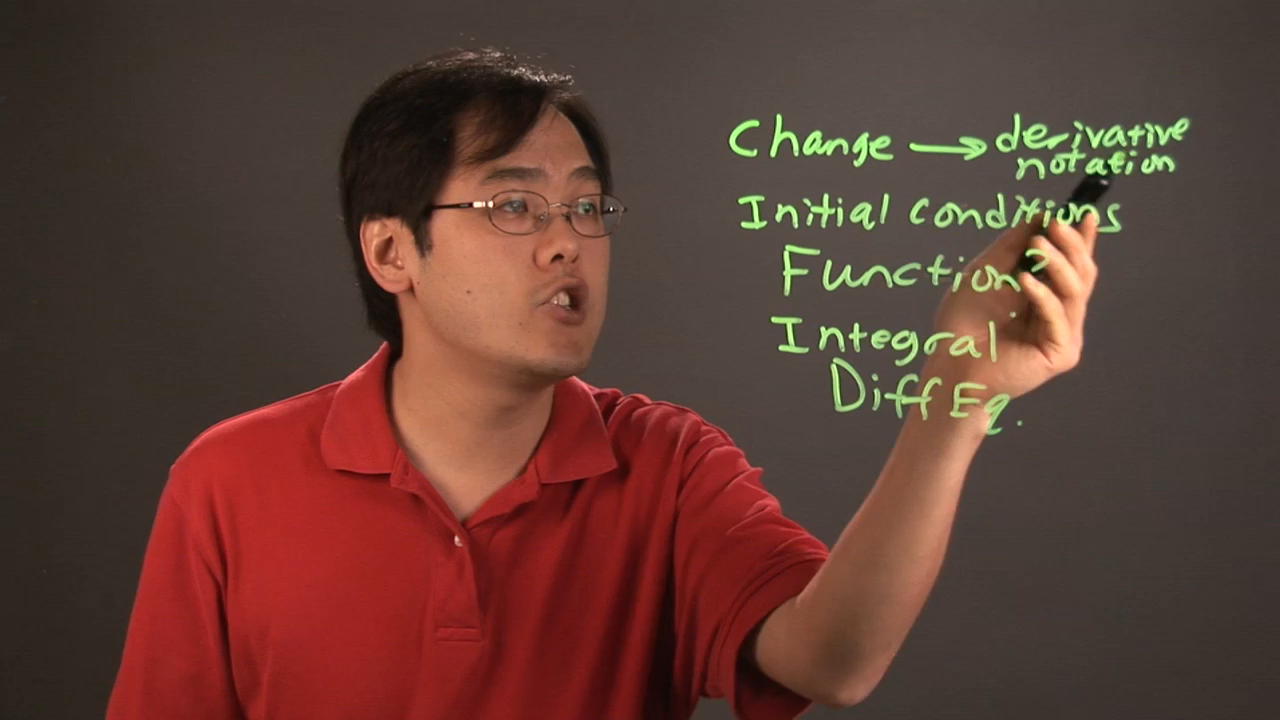 Change → derivative
notation
Initial conditions
Function?
Integral
Diff Eq.